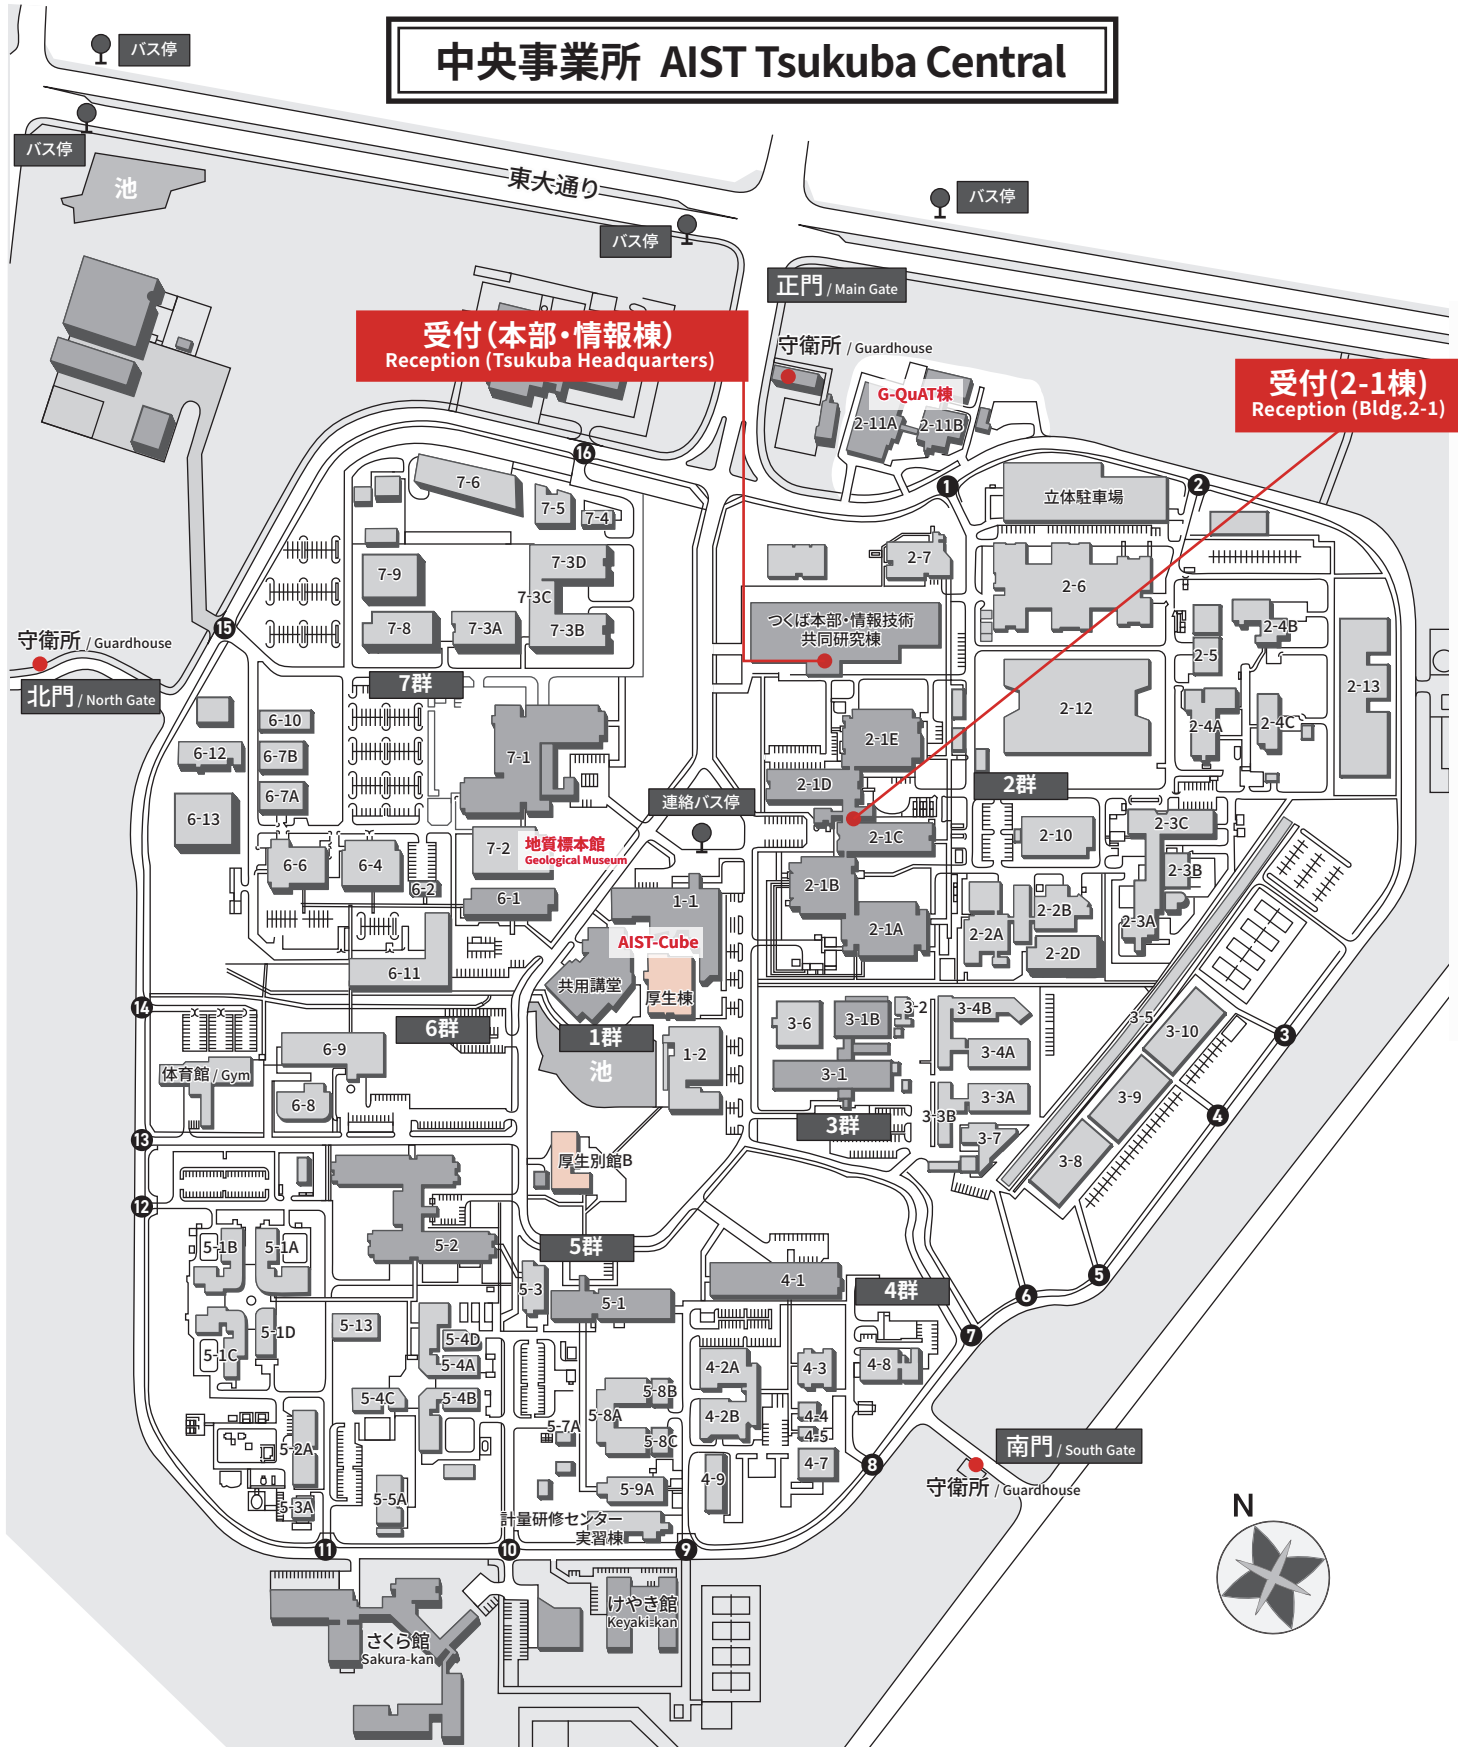 中央事業所 AIST Tsukuba Central
バス停
バス停
池
東大通り
バス停
バス停
正門 / Main Gate
受付(本部・情報棟)
Reception (Tsukuba Headquarters)
守衛所 / Guardhouse
受付(2-1棟)
Reception (Bldg.2-1)
G-QuAT棟
2-11A
2-11B
16
1
2
7-6
7-5
7-4
立体駐車場
7-3D
7-9
7-3C
2-7
2-6
7-8
7-3A
7-3B
つくば本部・情報技術
共同研究棟
2-4B
2-5
2-13
15
守衛所 / Guardhouse
北門 / North Gate
7群
6-10
6-12
6-7B
7-1
2-1E
2-12
2-4A
2-4C
6-7A
2-1D
2群
6-13
連絡バス停
7-2
地質標本館
Geological Museum
2-1C
2-10
2-3C
6-6
6-4
6-2
6-1
1-1
2-1B
2-3B
2-2B
2-1A
2-2A
2-3A
2-2D
AIST-Cube
6-11
共用講堂
厚生棟
14
6群
1群
3-6
3-1B
3-2
3-4B
3-5
3-10
3
6-9
1-2
3-4A
体育館 / Gym
池
3-1
6-8
3-3A
3-9
3-3B
4
3群
13
3-7
厚生別館B
3-8
12
5-1B
5-1A
5-2
5群
5-3
4-1
4群
5
6
5-1
5-1D
5-13
5-1C
5-4D
5-4A
7
4-2A
4-3
4-8
5-4C
5-4B
5-8B
5-8A
5-7A
4-2B
4-4
4-5
5-8C
5-2A
南門 / South Gate
守衛所 / Guardhouse
8
4-7
4-9
5-9A
5-5A
5-3A
計量研修センター
実習棟
N
11
10
9
けやき館
Keyaki-kan
さくら館
Sakura-kan